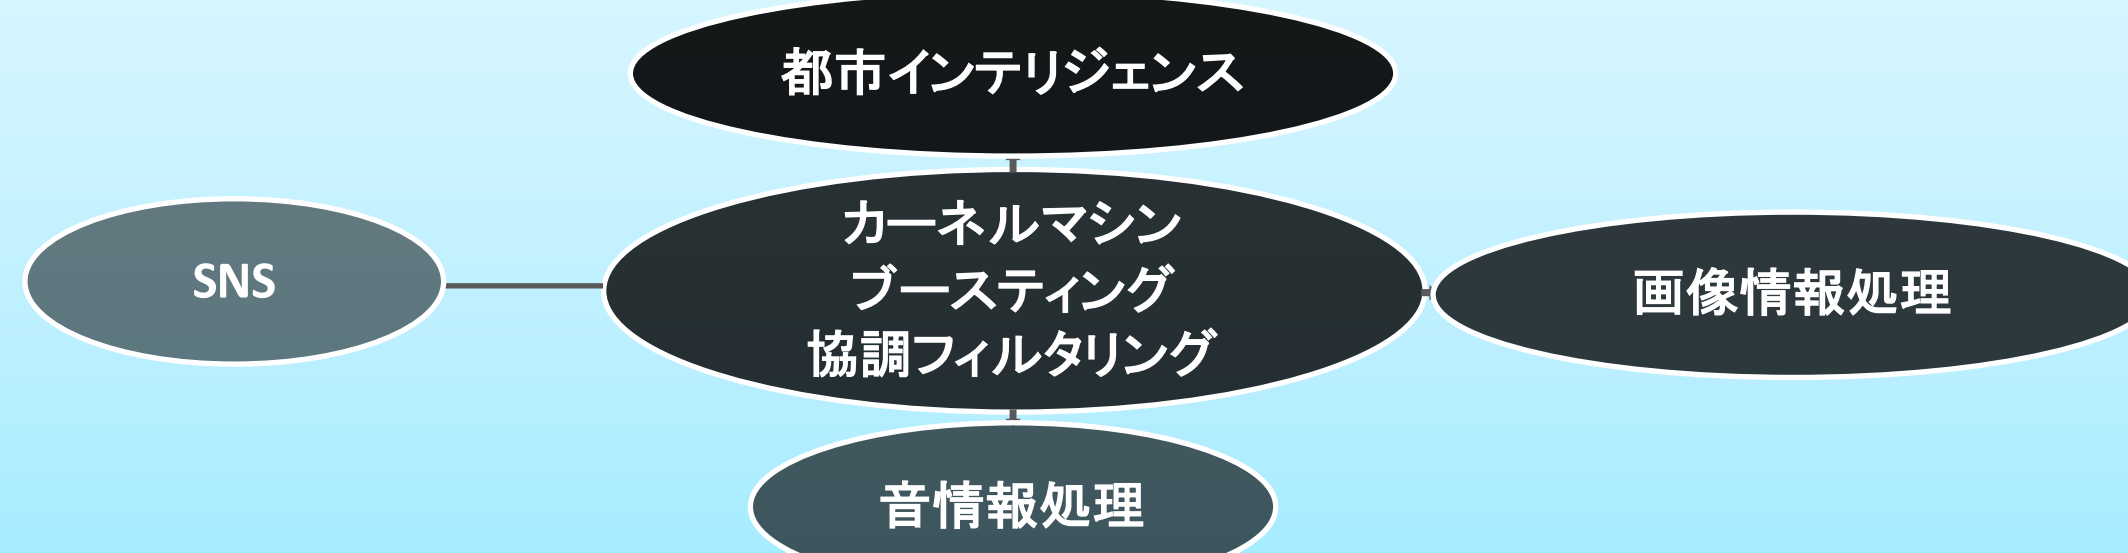 都市インテリジェンス
カーネルマシン
ブースティング
協調フィルタリング
SNS
画像情報処理
音情報処理